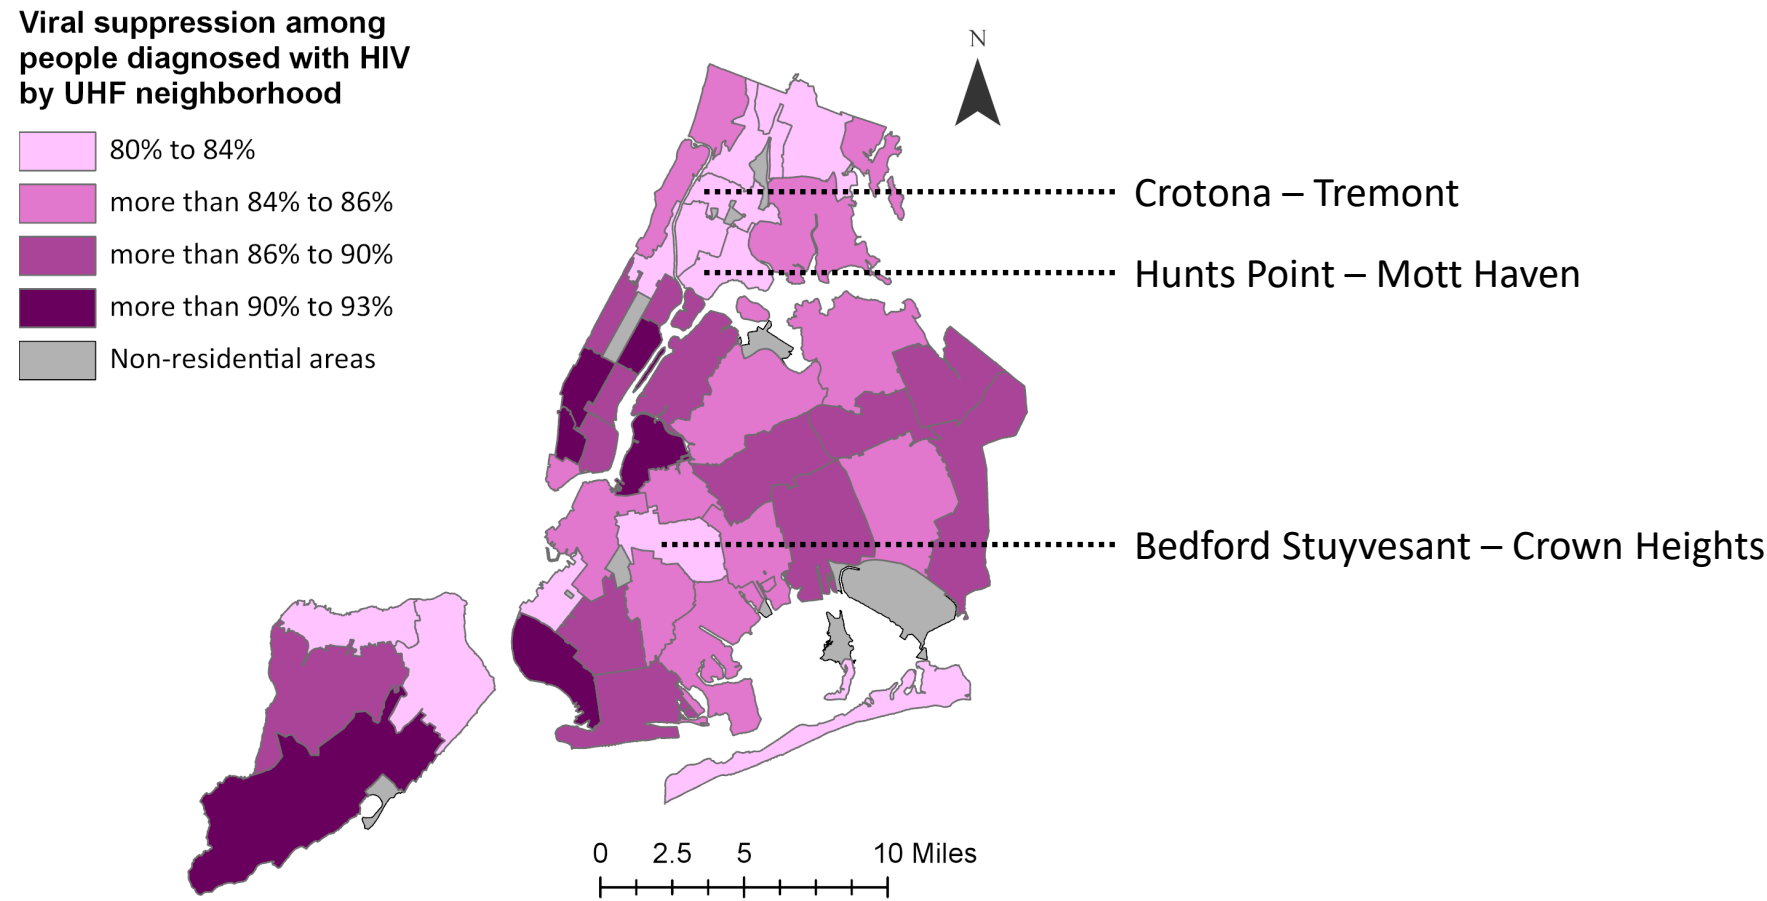 Viral suppression among
people diagnosed with HIV
by UHF neighborhood
80% to 84%
more than 84% to 86%
more than 86% to 90%
more than 90% to 93%
Non-residential areas
N
Crotona – Tremont
Hunts Point – Mott Haven
Bedford Stuyvesant – Crown Heights
0 2.5 5 10 Miles